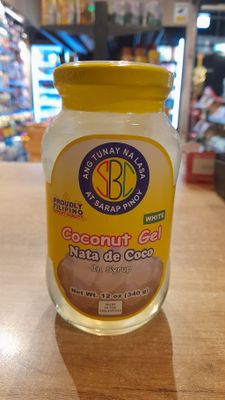 ANG TUNAY NA LASA
SBC
AT SARAP PINOY
PROUDLY
FILIPINO
WHITE
Coconut Gel
Nata de Coco
In Syrup
Net Wt. 12 oz (340 g)